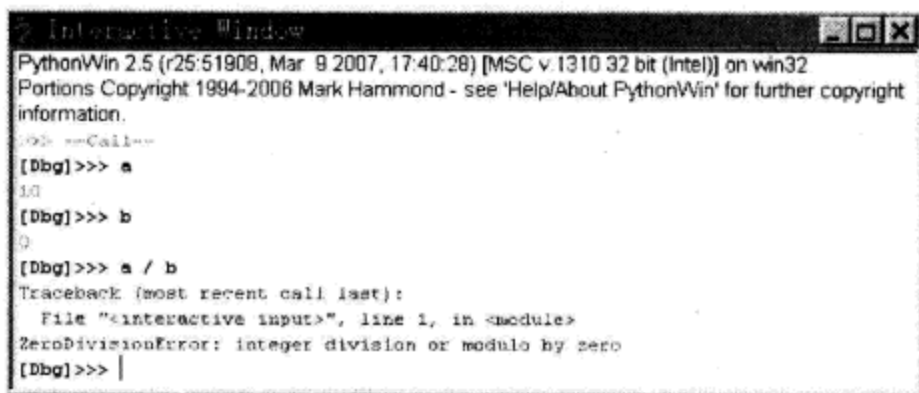 Interactive Window
PythonWin 2.5 (r25:51908, Mar 9 2007, 17:40:28) [MSC v.1310 32 bit (Intel)] on win32
Portions Copyright 1994-2006 Mark Hammond - see 'Help/About PythonWin' for further copyright
information.
--Call--
[Dbg]>>> a
10
[Dbg]>>> b
0
[Dbg]>>> a / b
Traceback (most recent call last):
File "<interactive input>", line 1, in <module>
ZeroDivisionError: integer division or modulo by zero
[Dbg]>>>